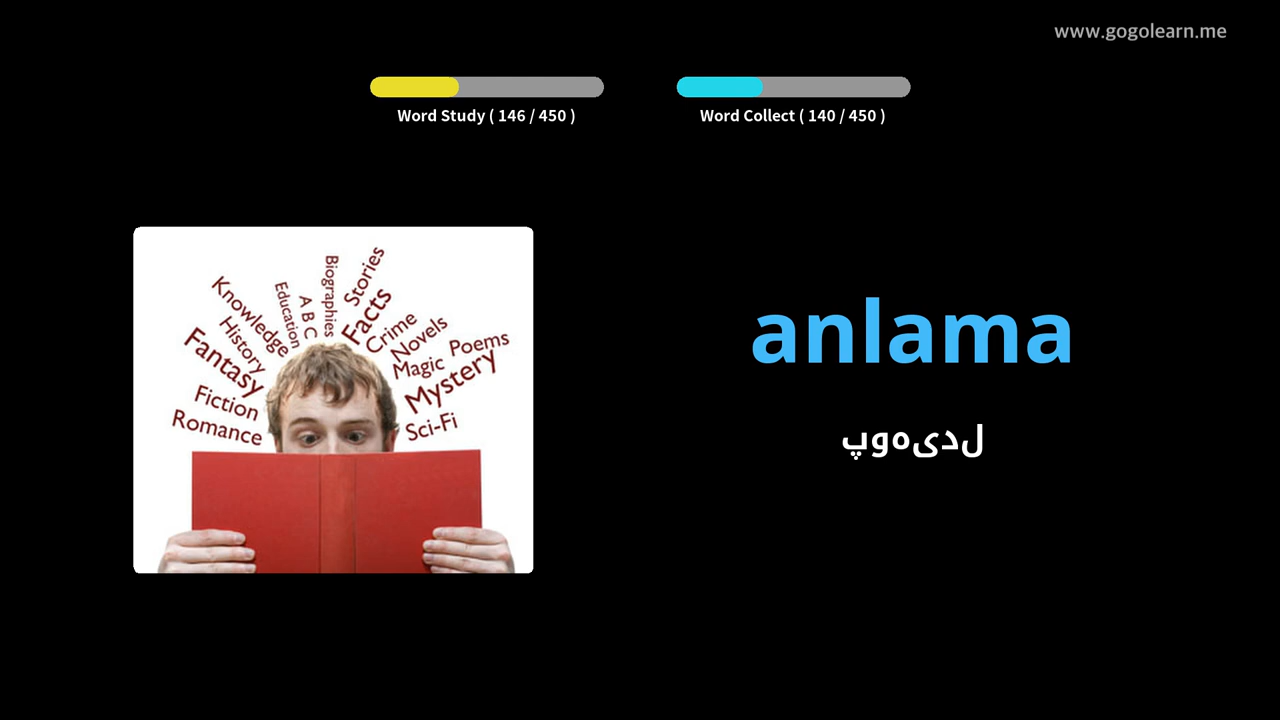 www.gogolearn.me
Word Study ( 146 / 450 )
Word Collect ( 140 / 450 )
Biographies
Stories
Education
A B C
Facts
Knowledge
Crime
History
Novels
Poems
Fantasy
Magic
Mystery
Fiction
Romance
Sci-Fi
anlama
لدیهوپ